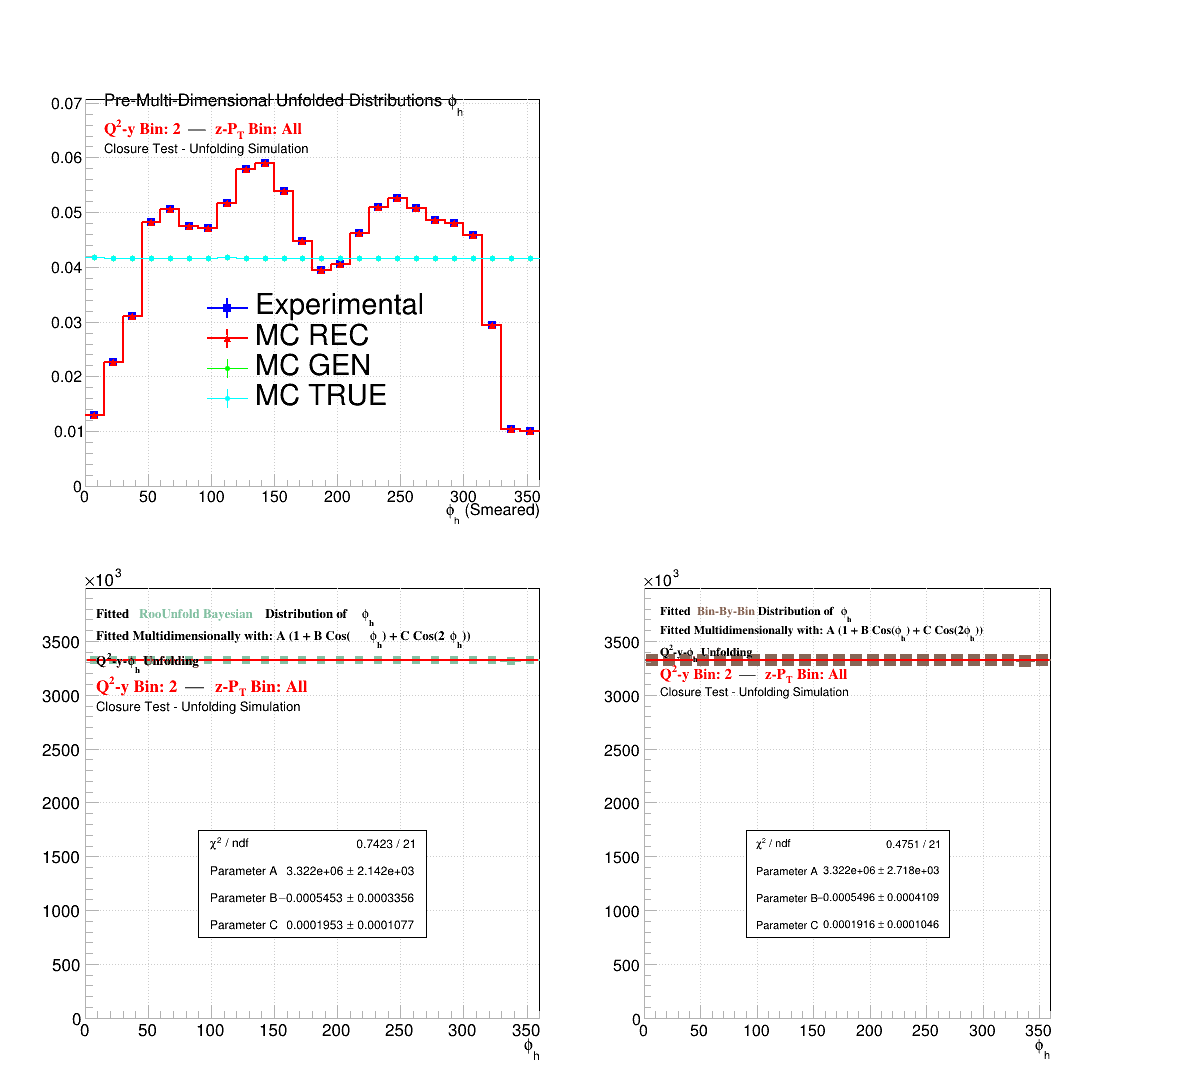 Pre-Multi-Dimensional Unfolded Distributions ϕh
Q²-y Bin: 2 — z-PT Bin: All
Closure Test - Unfolding Simulation
0.07
0.06
0.05
0.04
0.03
0.02
0.01
0
Experimental
MC REC
MC GEN
MC TRUE
0 50 100 150 200 250 300 350
ϕh (Smeared)
×10³
Fitted RooUnfold Bayesian Distribution of ϕh
Fitted Multidimensionally with: A (1 + B Cos(ϕh) + C Cos(2 ϕh))
Q²-y-ϕh Unfolding
Q²-y Bin: 2 — z-PT Bin: All
Closure Test - Unfolding Simulation
3500
3000
2500
2000
1500
1000
500
0
χ² / ndf 0.7423 / 21
Parameter A 3.322e+06 ± 2.142e+03
Parameter B −0.0005453 ± 0.0003356
Parameter C 0.0001953 ± 0.0001077
0 50 100 150 200 250 300 350
ϕh
×10³
Fitted Bin-By-Bin Distribution of ϕh
Fitted Multidimensionally with: A (1 + B Cos(ϕh) + C Cos(2ϕh))
Q²-y-ϕh Unfolding
Q²-y Bin: 2 — z-PT Bin: All
Closure Test - Unfolding Simulation
3500
3000
2500
2000
1500
1000
500
0
χ² / ndf 0.4751 / 21
Parameter A 3.322e+06 ± 2.718e+03
Parameter B −0.0005496 ± 0.0004109
Parameter C 0.0001916 ± 0.0001046
0 50 100 150 200 250 300 350
ϕh